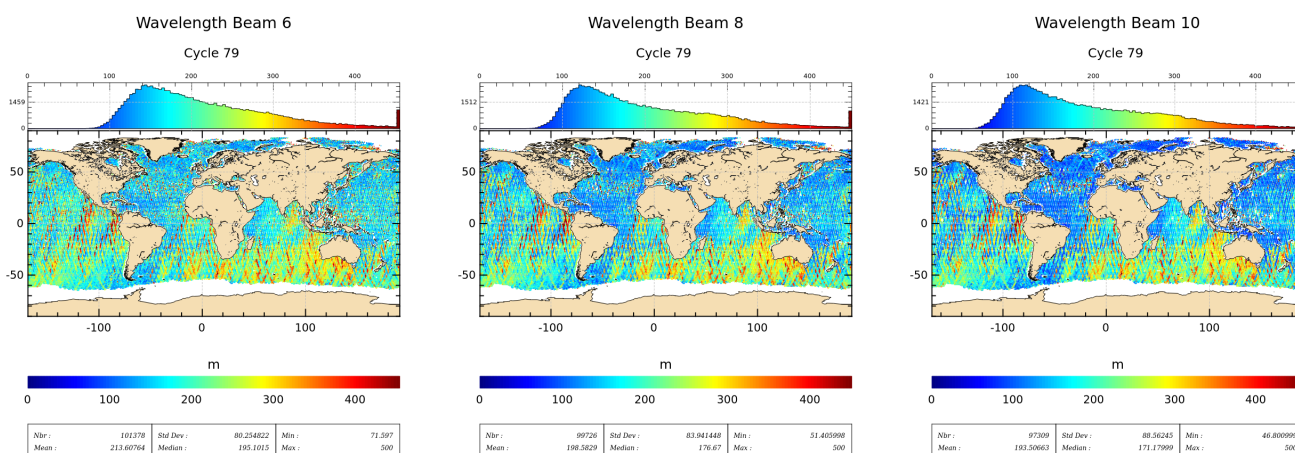 Wavelength Beam 6
Cycle 79
0 100 200 300 400
1459
0
50
0
-50
-100 0 100
m
0 100 200 300 400
Nbr : 101378 Std Dev : 80.254822 Min : 71.597
Mean : 213.60764 Median : 195.1015 Max : 500
Wavelength Beam 8
Cycle 79
0 100 200 300 400
1512
0
50
0
-50
-100 0 100
m
0 100 200 300 400
Nbr : 99726 Std Dev : 83.941448 Min : 51.405998
Mean : 198.5829 Median : 176.67 Max : 500
Wavelength Beam 10
Cycle 79
0 100 200 300 400
1421
0
50
0
-50
-100 0 100
m
0 100 200 300 400
Nbr : 97309 Std Dev : 88.56245 Min : 46.800999
Mean : 193.50663 Median : 171.17999 Max : 500